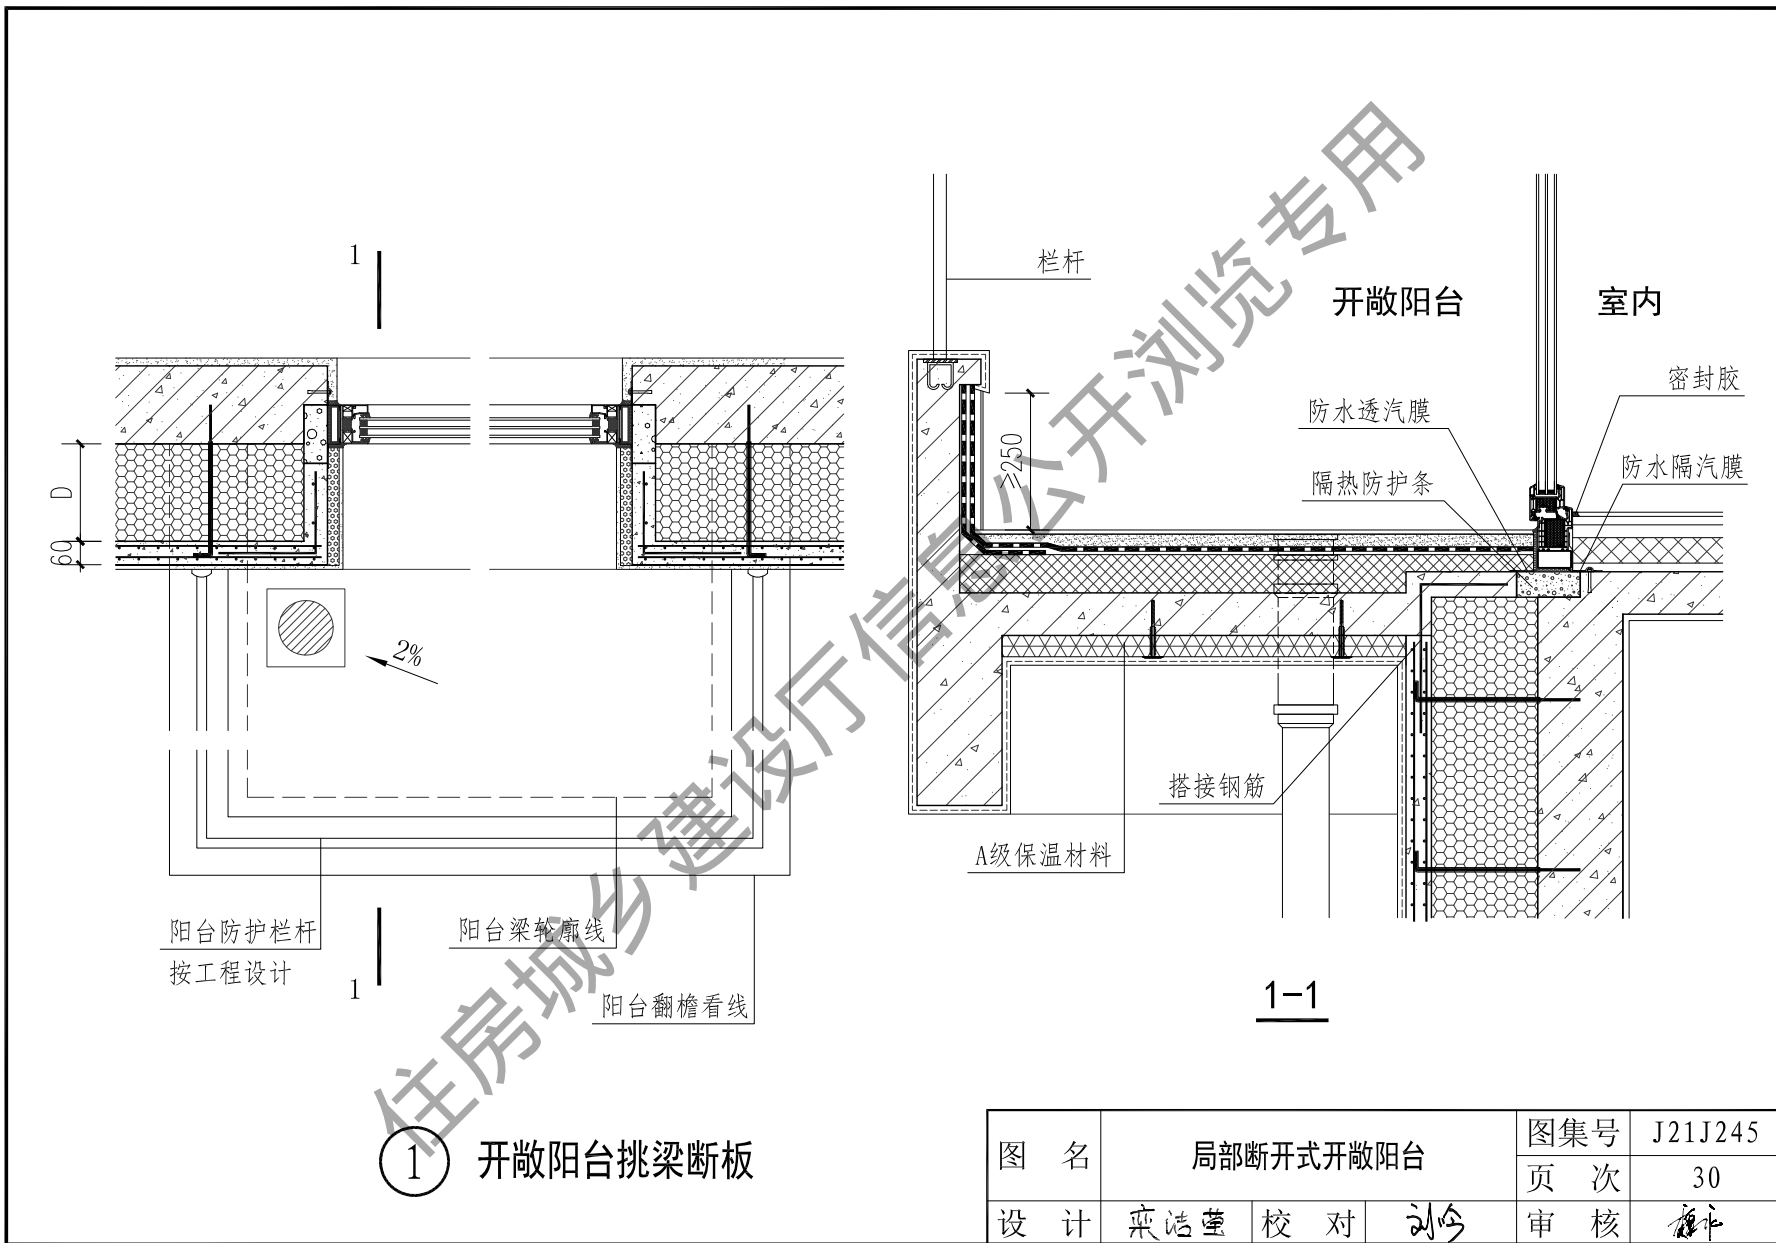 1
栏杆
开敞阳台
室内
密封胶
防水透汽膜
防水隔汽膜
隔热防护条
≥250
D
60
2%
搭接钢筋
A级保温材料
阳台防护栏杆
按工程设计
阳台梁轮廓线
阳台翻檐看线
1
1-1
1 开敞阳台挑梁断板
图名 局部断开式开敞阳台 图集号 J21J245
页次 30
设计 栾洁莹 校对 审核
住房城乡建设厅信息公开浏览专用